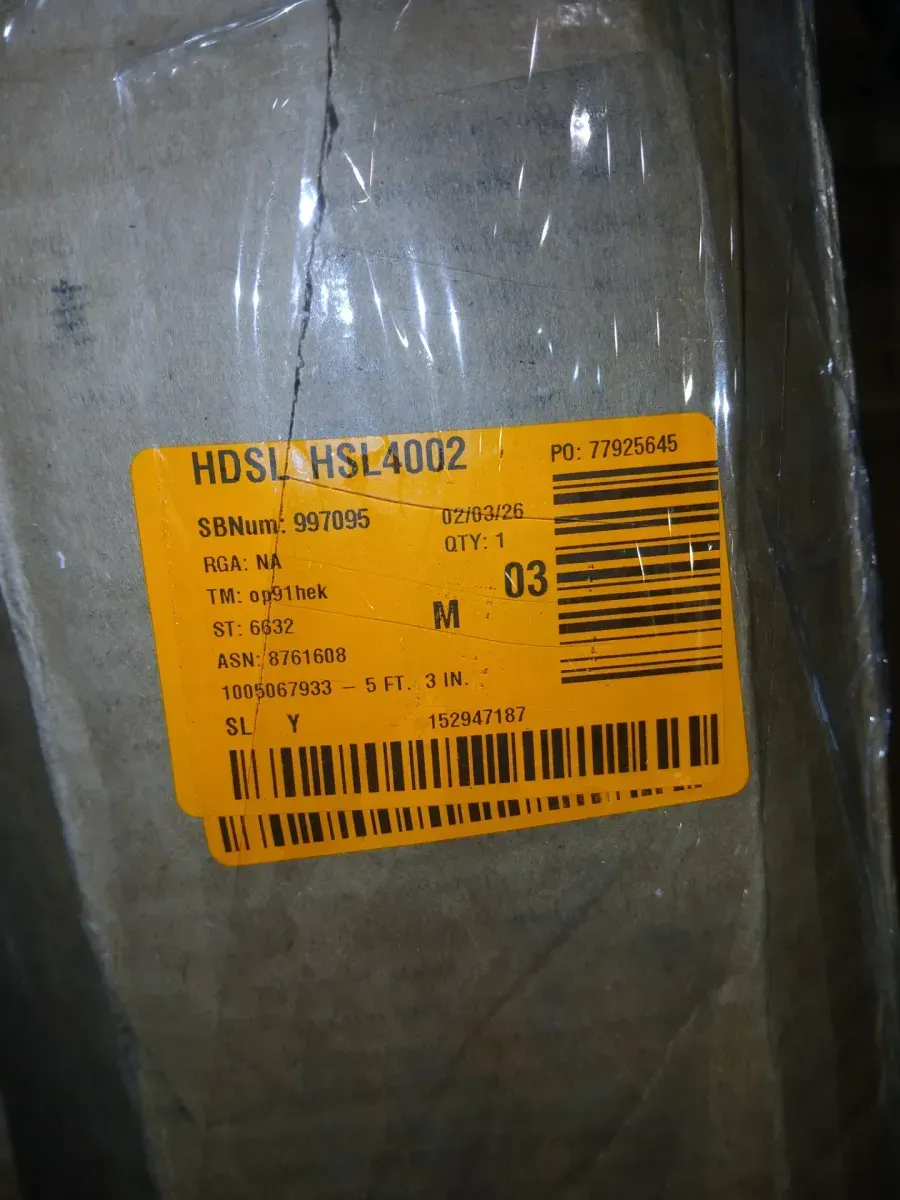 HDSL HSL4002
PO: 77925645
SBNum: 997095
02/03/26
QTY: 1
RGA: NA
TM: op91hek
M
03
ST: 6632
ASN: 8761608
1005067933 – 5 FT. 3 IN.
SL Y
152947187